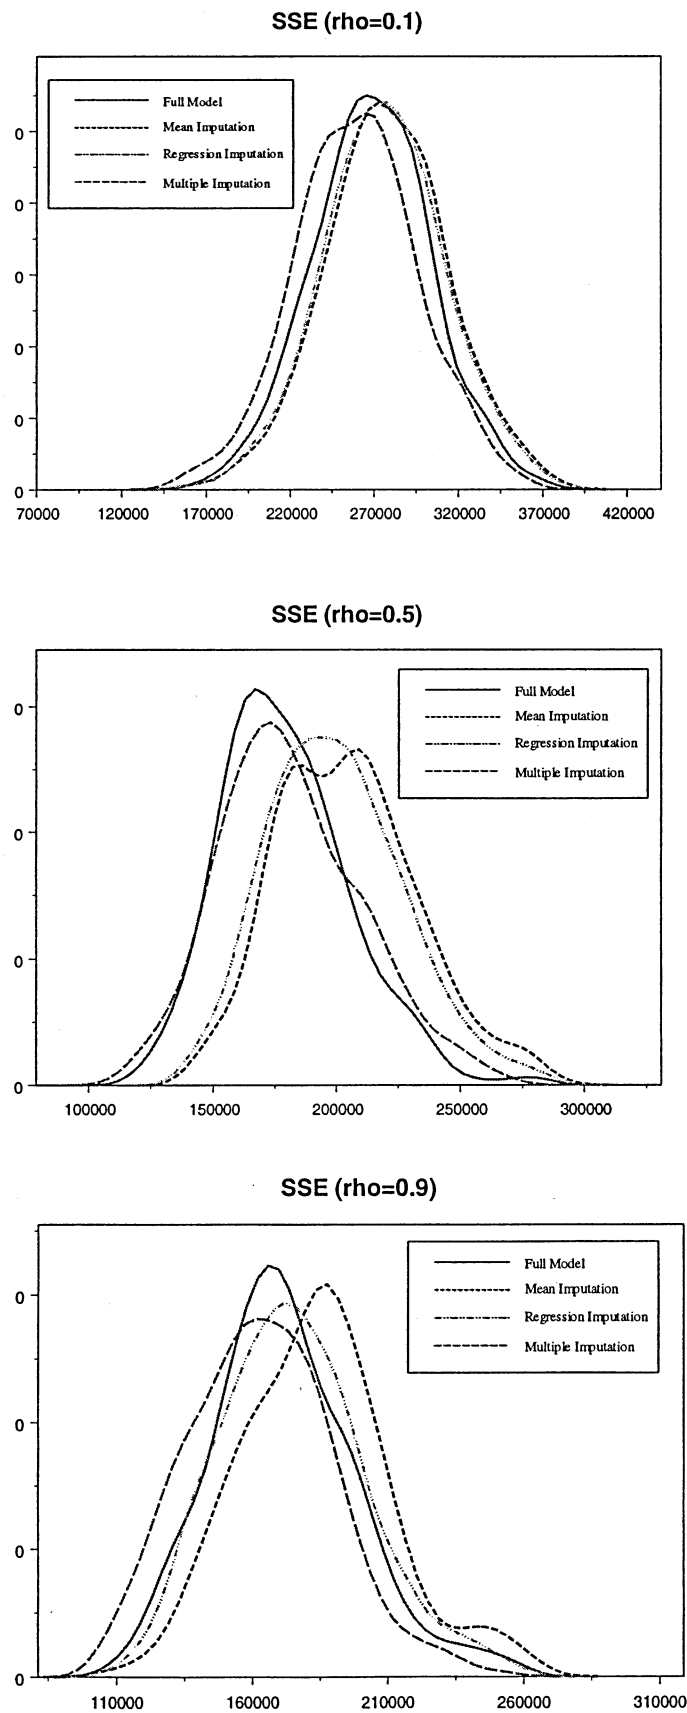 SSE (rho=0.1)
Full Model
Mean Imputation
Regression Imputation
Multiple Imputation
0
0
0
0
0
0
70000 120000 170000 220000 270000 320000 370000 420000
SSE (rho=0.5)
Full Model
Mean Imputation
Regression Imputation
Multiple Imputation
0
0
0
0
100000 150000 200000 250000 300000
SSE (rho=0.9)
Full Model
Mean Imputation
Regression Imputation
Multiple Imputation
0
0
0
0
110000 160000 210000 260000 310000